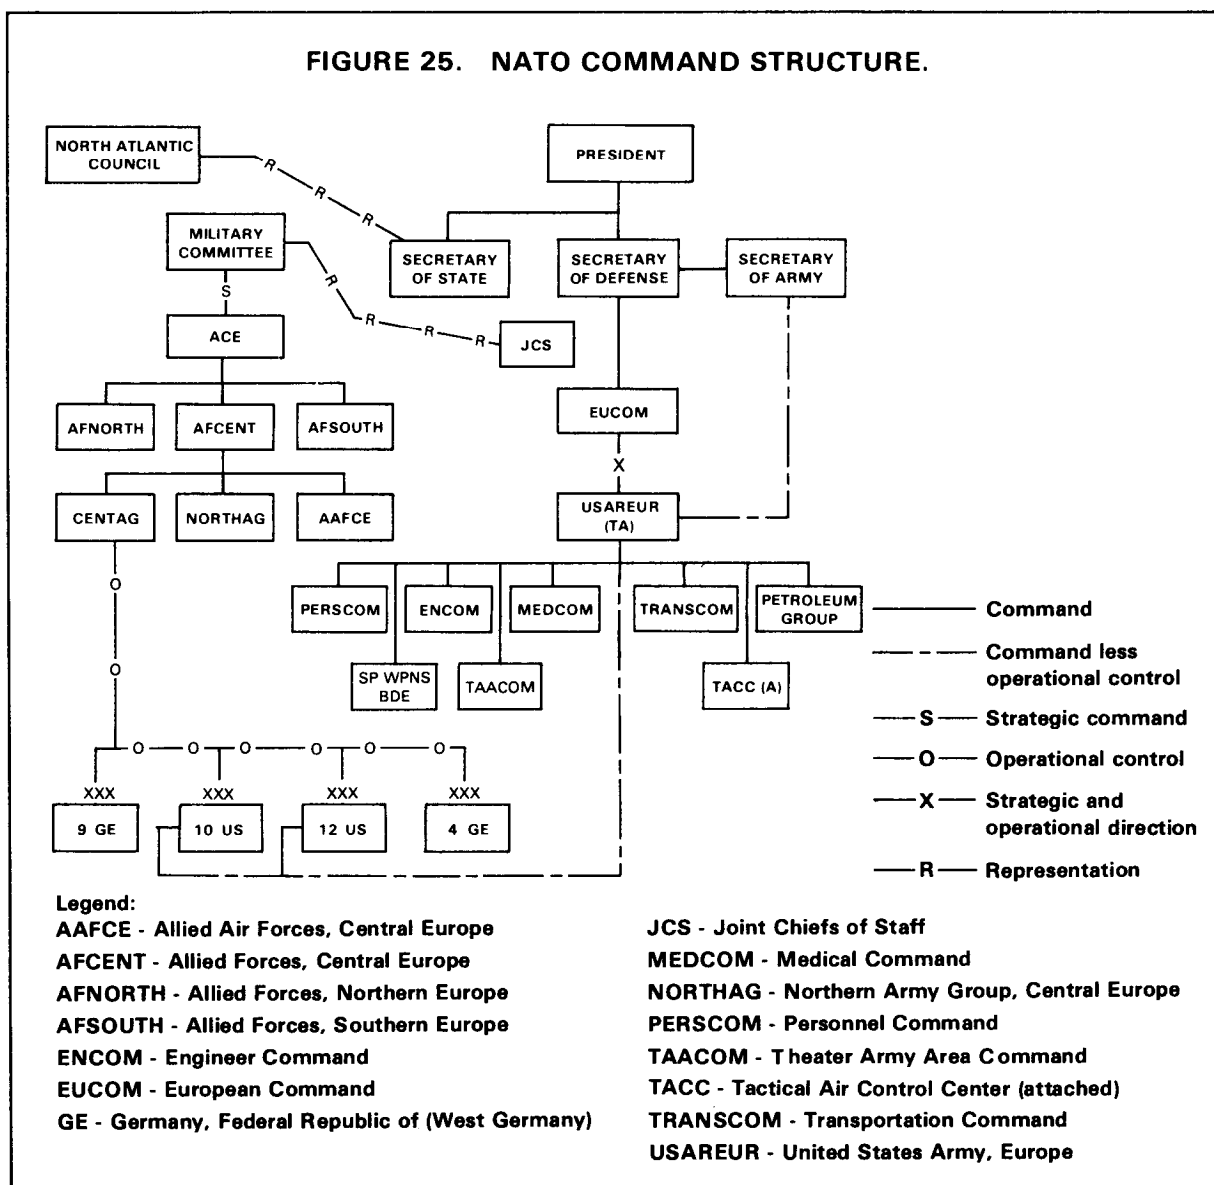 FIGURE 25. NATO COMMAND STRUCTURE.
NORTH ATLANTIC
COUNCIL
PRESIDENT
R
R
R
MILITARY
COMMITTEE
SECRETARY
OF STATE
SECRETARY
OF DEFENSE
SECRETARY
OF ARMY
S
R
R
R
R
ACE
JCS
AFNORTH
AFCENT
AFSOUTH
EUCOM
X
CENTAG
NORTHAG
AAFCE
USAREUR
(TA)
O
O
PERSCOM
ENCOM
MEDCOM
TRANSCOM
PETROLEUM
GROUP
SP WPNS
BDE
TAACOM
TACC (A)
O O O O O O
XXX
XXX
XXX
XXX
9 GE
10 US
12 US
4 GE
Command
Command less
operational control
S Strategic command
O Operational control
X Strategic and
operational direction
R Representation
Legend:
AAFCE - Allied Air Forces, Central Europe
AFCENT - Allied Forces, Central Europe
AFNORTH - Allied Forces, Northern Europe
AFSOUTH - Allied Forces, Southern Europe
ENCOM - Engineer Command
EUCOM - European Command
GE - Germany, Federal Republic of (West Germany)
JCS - Joint Chiefs of Staff
MEDCOM - Medical Command
NORTHAG - Northern Army Group, Central Europe
PERSCOM - Personnel Command
TAACOM - Theater Army Area Command
TACC - Tactical Air Control Center (attached)
TRANSCOM - Transportation Command
USAREUR - United States Army, Europe